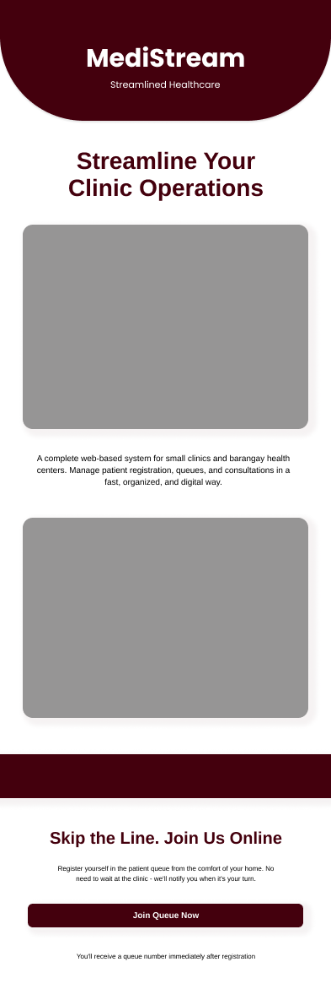 MediStream
Streamlined Healthcare
Streamline Your
Clinic Operations
A complete web-based system for small clinics and barangay health
centers. Manage patient registration, queues, and consultations in a
fast, organized, and digital way.
Skip the Line. Join Us Online
Register yourself in the patient queue from the comfort of your home. No
need to wait at the clinic - we'll notify you when it's your turn.
Join Queue Now
You'll receive a queue number immediately after registration